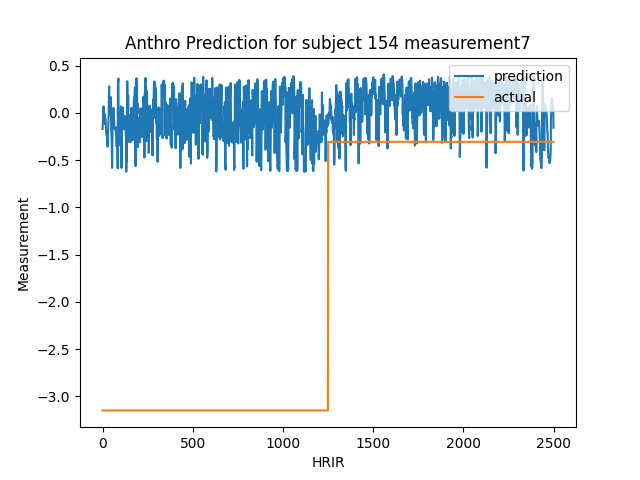 Anthro Prediction for subject 154 measurement7
prediction
actual
Measurement
0.5
0.0
−0.5
−1.0
−1.5
−2.0
−2.5
−3.0
0 500 1000 1500 2000 2500
HRIR